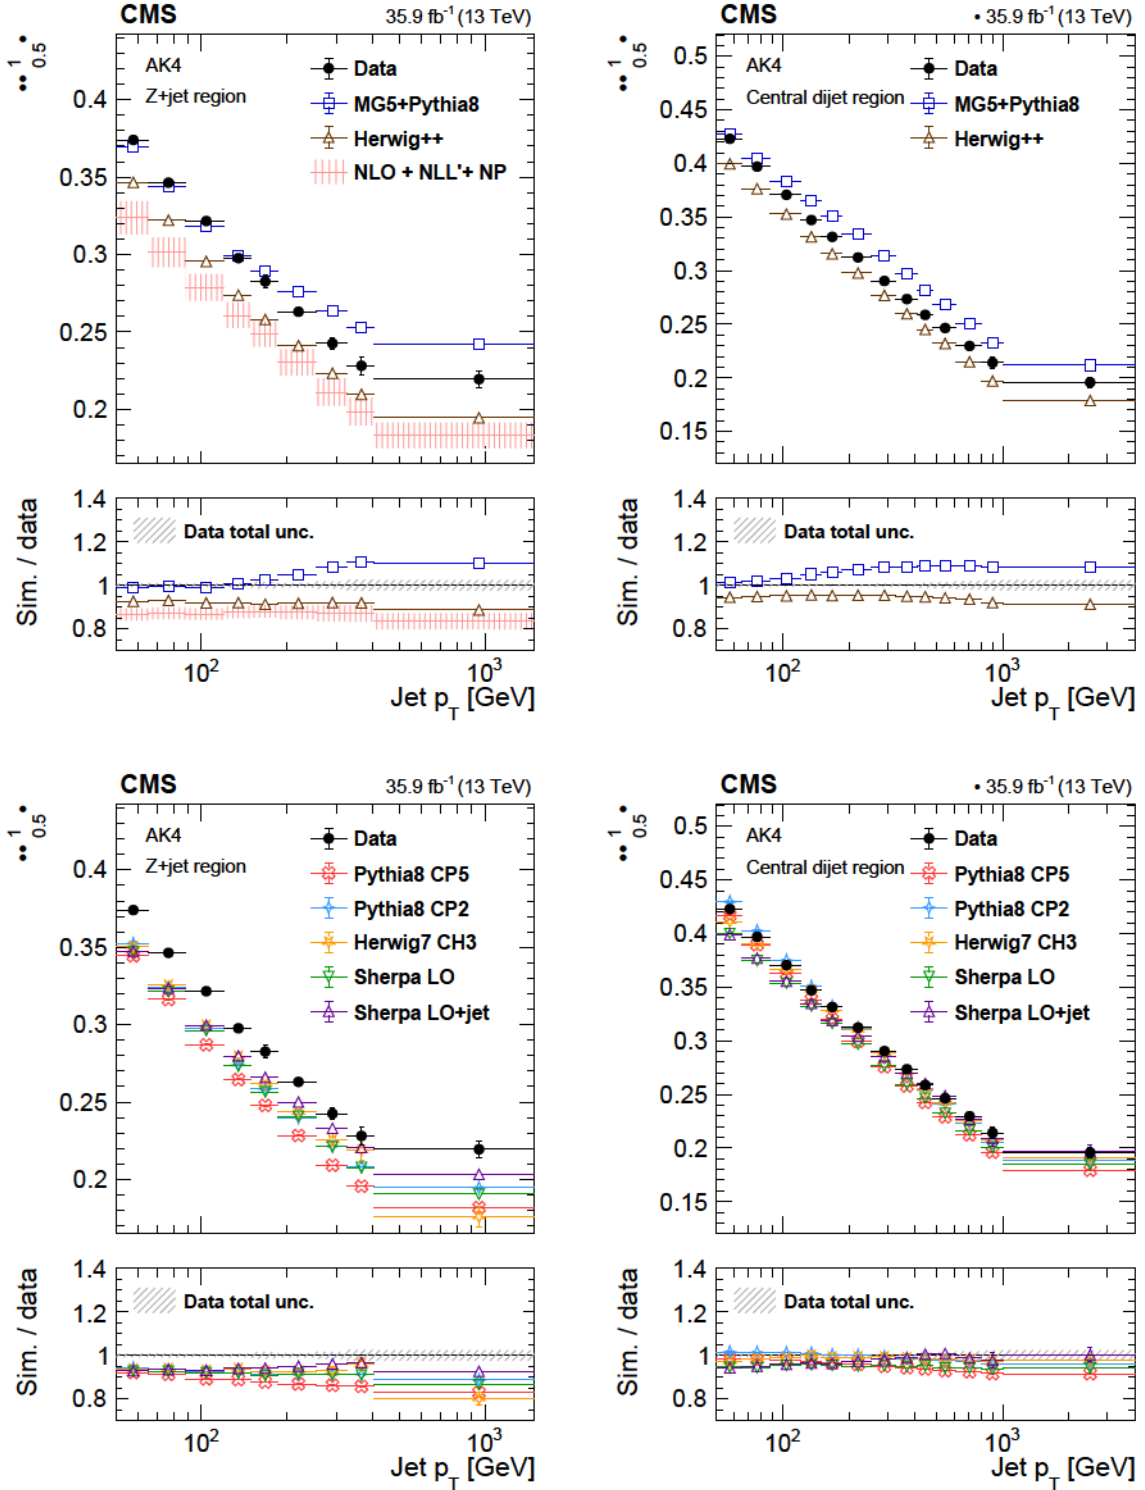 CMS 35.9 fb⁻¹ (13 TeV)
0.4
0.35
0.3
0.25
0.2
AK4
Z+jet region
Data
MG5+Pythia8
Herwig++
NLO + NLL'+ NP
1.4
1.2
1
0.8
Sim. / data
Data total unc.
10² 10³
Jet p_T [GeV]
CMS • 35.9 fb⁻¹ (13 TeV)
0.5
0.45
0.4
0.35
0.3
0.25
0.2
0.15
AK4
Central dijet region
Data
MG5+Pythia8
Herwig++
1.4
1.2
1
0.8
Sim. / data
Data total unc.
10² 10³
Jet p_T [GeV]
CMS 35.9 fb⁻¹ (13 TeV)
0.4
0.35
0.3
0.25
0.2
AK4
Z+jet region
Data
Pythia8 CP5
Pythia8 CP2
Herwig7 CH3
Sherpa LO
Sherpa LO+jet
1.4
1.2
1
0.8
Sim. / data
Data total unc.
10² 10³
Jet p_T [GeV]
CMS • 35.9 fb⁻¹ (13 TeV)
0.5
0.45
0.4
0.35
0.3
0.25
0.2
0.15
AK4
Central dijet region
Data
Pythia8 CP5
Pythia8 CP2
Herwig7 CH3
Sherpa LO
Sherpa LO+jet
1.4
1.2
1
0.8
Sim. / data
Data total unc.
10² 10³
Jet p_T [GeV]